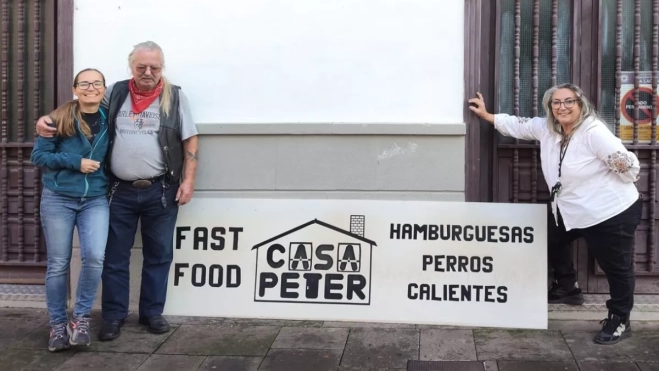 FAST
FOOD
CASA
PETER
HAMBURGUESAS
PERROS
CALIENTES